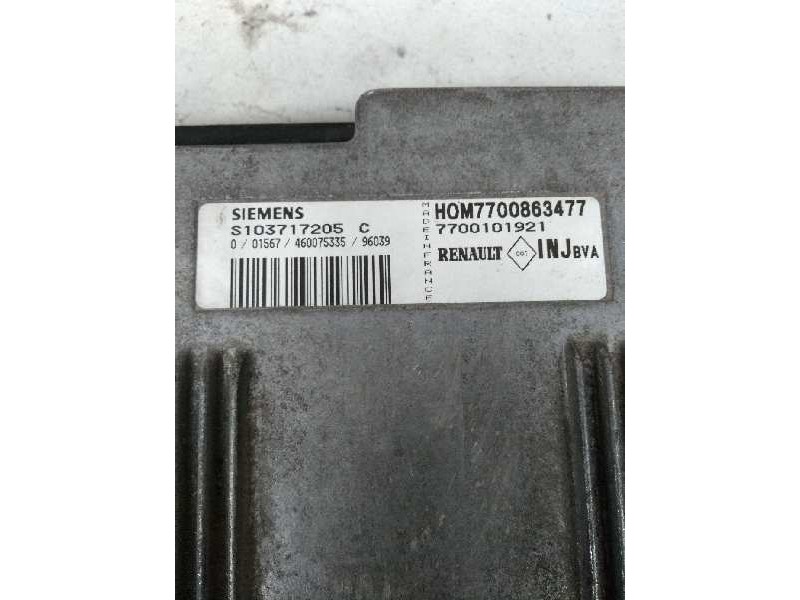 SIEMENS
S103717205 C
0 / 01567 / 460075335 / 96039
MADE IN FRANCE
HOM7700863477
7700101921
RENAULT INJ BVA